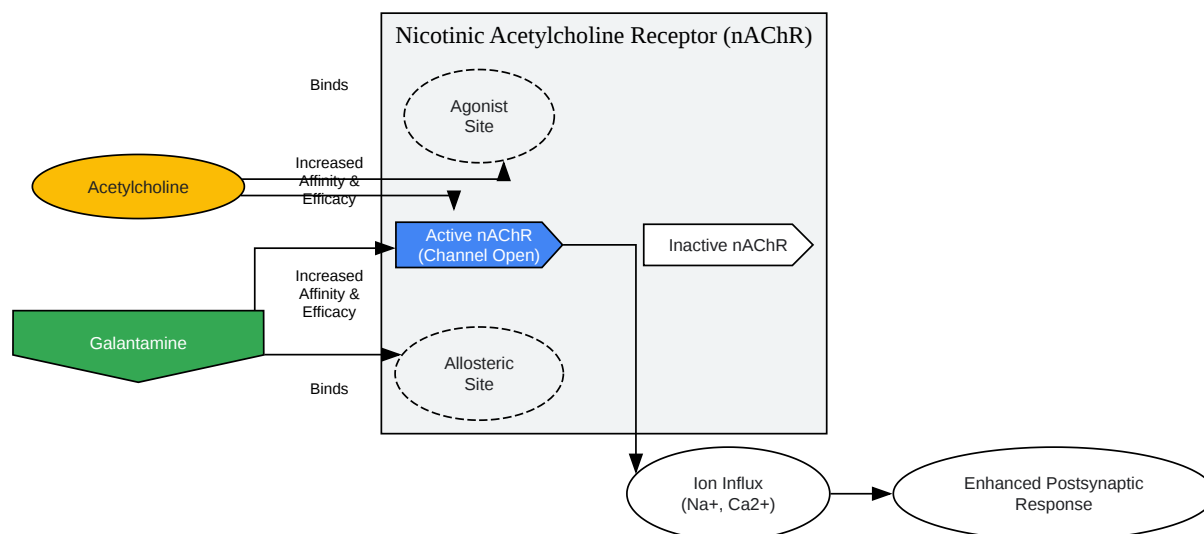 Nicotinic Acetylcholine Receptor (nAChR)
Binds
Agonist
Site
Acetylcholine
Increased
Affinity &
Efficacy
Active nAChR
(Channel Open)
Inactive nAChR
Increased
Affinity &
Efficacy
Galantamine
Allosteric
Site
Binds
Ion Influx
(Na+, Ca2+)
Enhanced Postsynaptic
Response